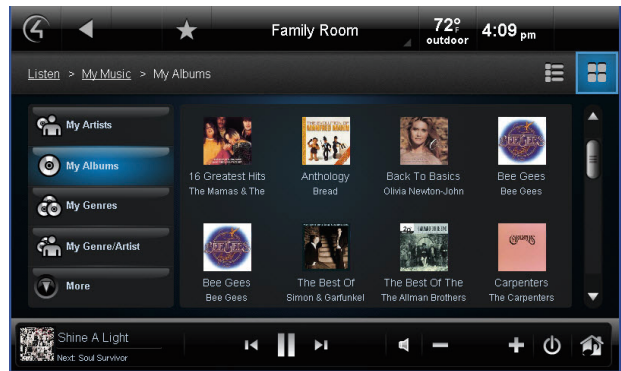 Family Room
72°F
outdoor
4:09 pm
Listen > My Music > My Albums
My Artists
My Albums
My Genres
My Genre/Artist
More
16 Greatest Hits
The Mamas & The
Anthology
Bread
Back To Basics
Olivia Newton-John
Bee Gees
Bee Gees
Bee Gees
Bee Gees
The Best Of
Simon & Garfunkel
The Best Of The
The Allman Brothers
Carpenters
The Carpenters
Shine A Light
Next: Soul Survivor